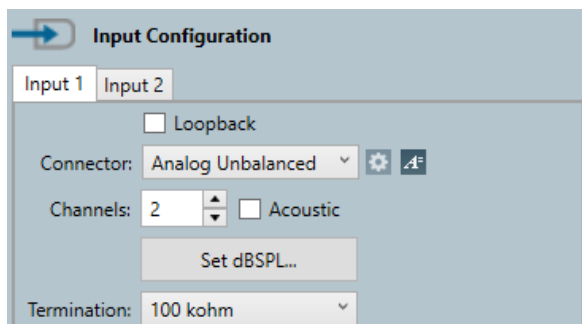 Input Configuration
Input 1 Input 2
Loopback
Connector: Analog Unbalanced
Channels: 2 Acoustic
Set dBSPL...
Termination: 100 kohm